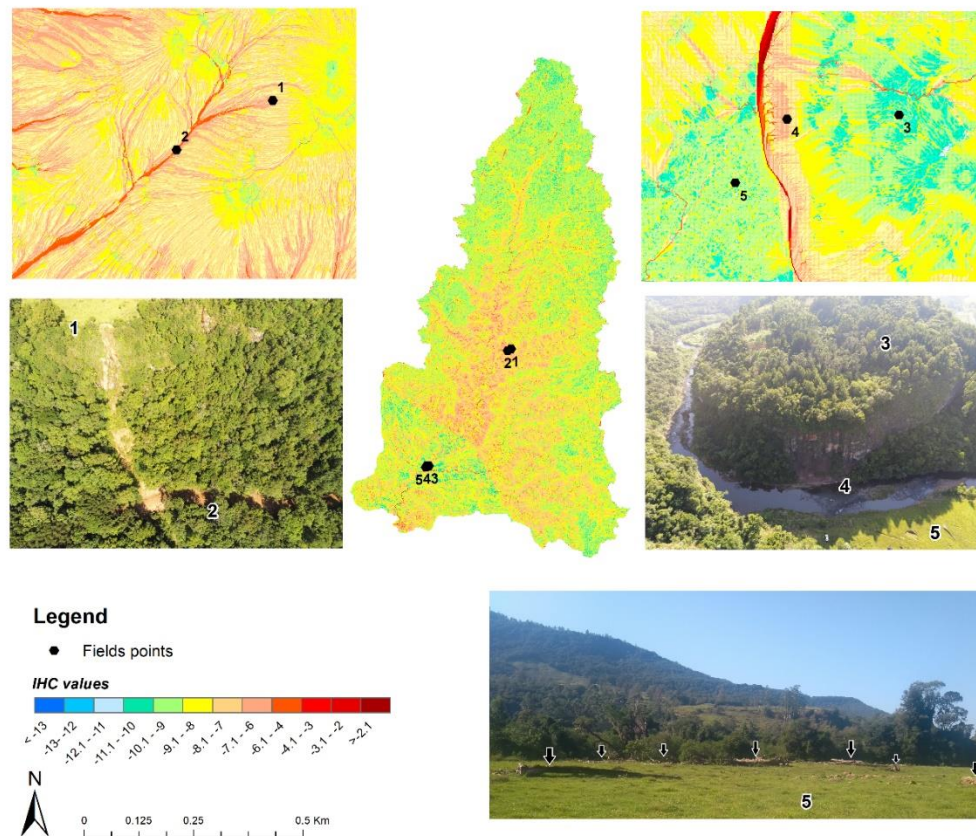 1
2
3
4
5
21
543
1
2
3
4
5
Legend
Fields points
IHC values
< -13
-13- -12
-12.1 - -11
-11.1 - -10
-10.1 - -9
-9.1 - -8
-8.1 - -7
-7.1 - -6
-6.1 - -4
-4.1 - -3
-3.1 - -2
>-2.1
N
0 0.125 0.25 0.5 Km
5